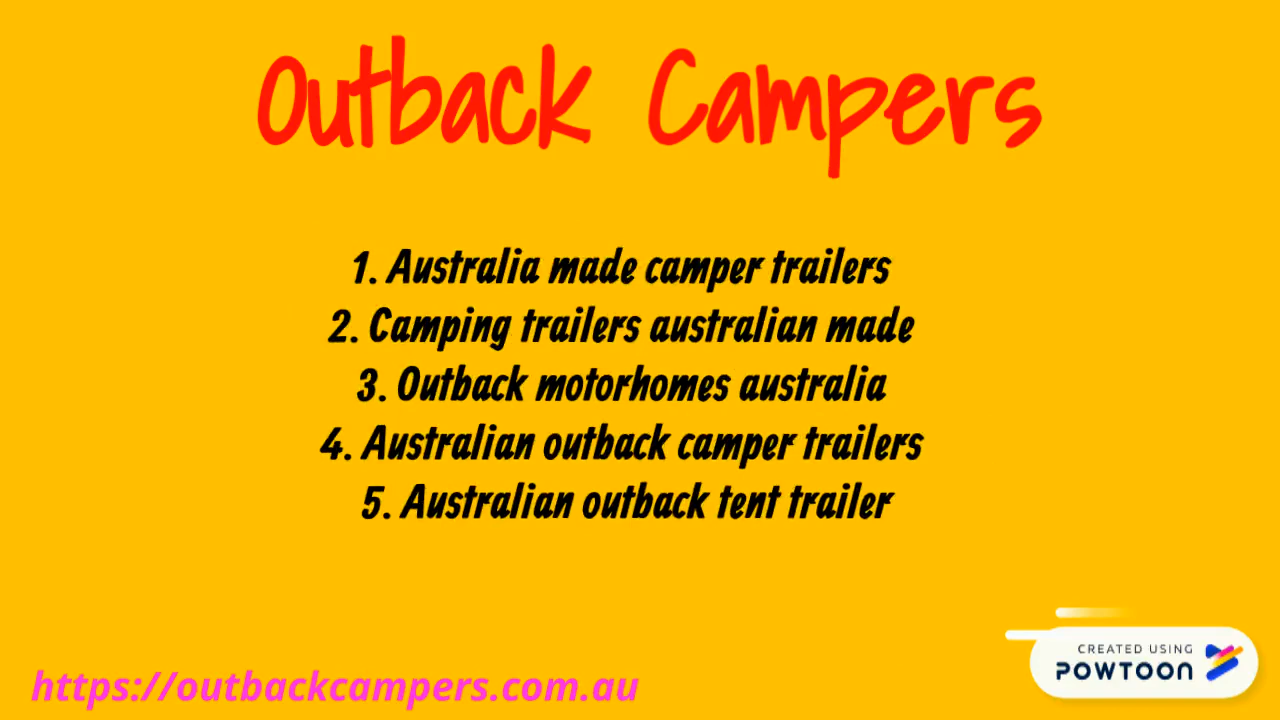 Outback Campers
1. Australia made camper trailers
2. Camping trailers australian made
3. Outback motorhomes australia
4. Australian outback camper trailers
5. Australian outback tent trailer
https://outbackcampers.com.au
CREATED USING
POWTOON